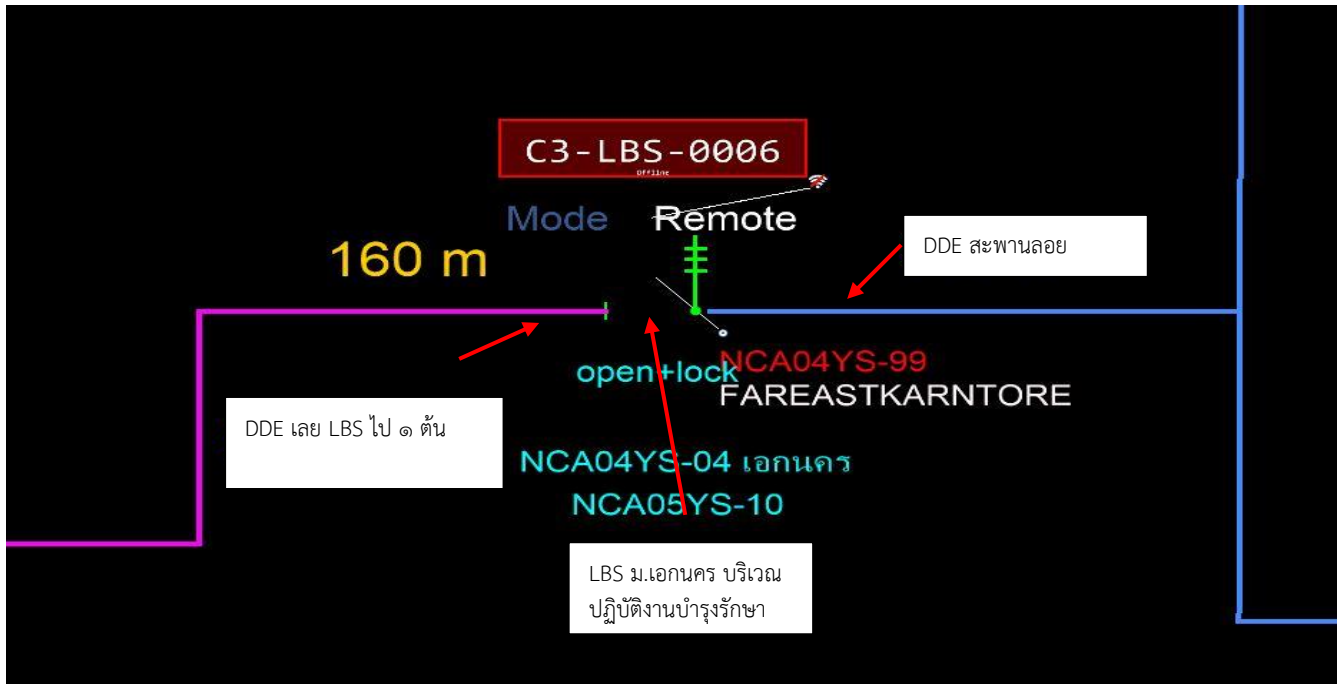 C3-LBS-0006
Offline
Mode Remote
160 m
DDE สะพานลอย
open+lock
NCA04YS-99
FAREASTKARNTORE
DDE เลย LBS ไป ๑ ต้น
NCA04YS-04 เอกนคร
NCA05YS-10
LBS ม.เอกนคร บริเวณ
ปฏิบัติงานบำรุงรักษา